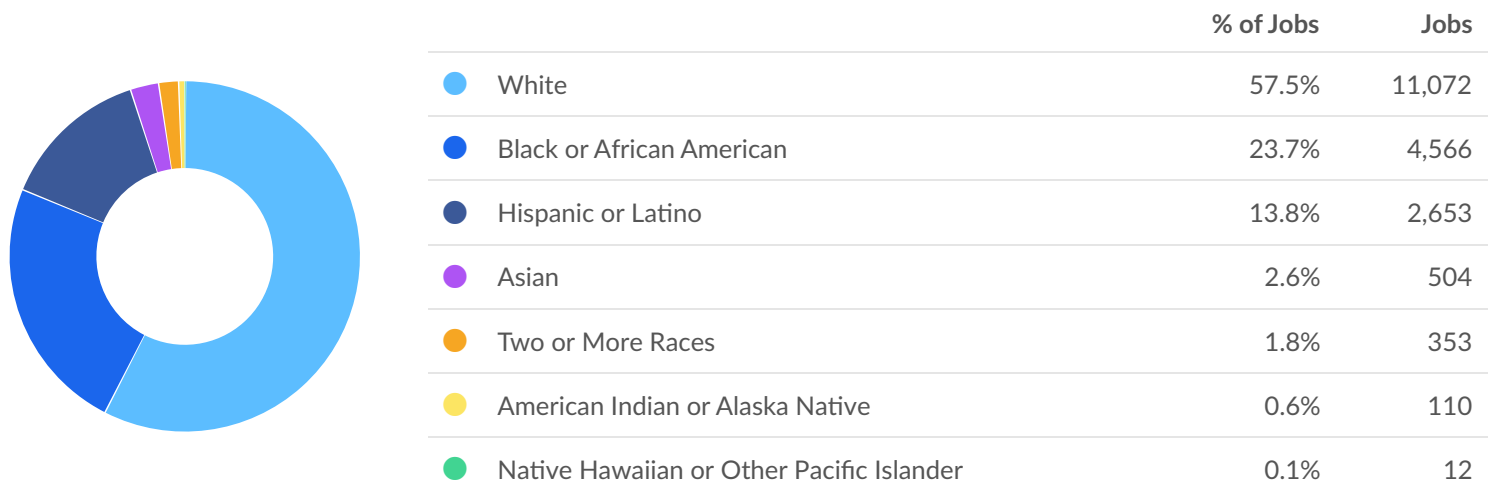 % of Jobs Jobs
White 57.5% 11,072
Black or African American 23.7% 4,566
Hispanic or Latino 13.8% 2,653
Asian 2.6% 504
Two or More Races 1.8% 353
American Indian or Alaska Native 0.6% 110
Native Hawaiian or Other Pacific Islander 0.1% 12